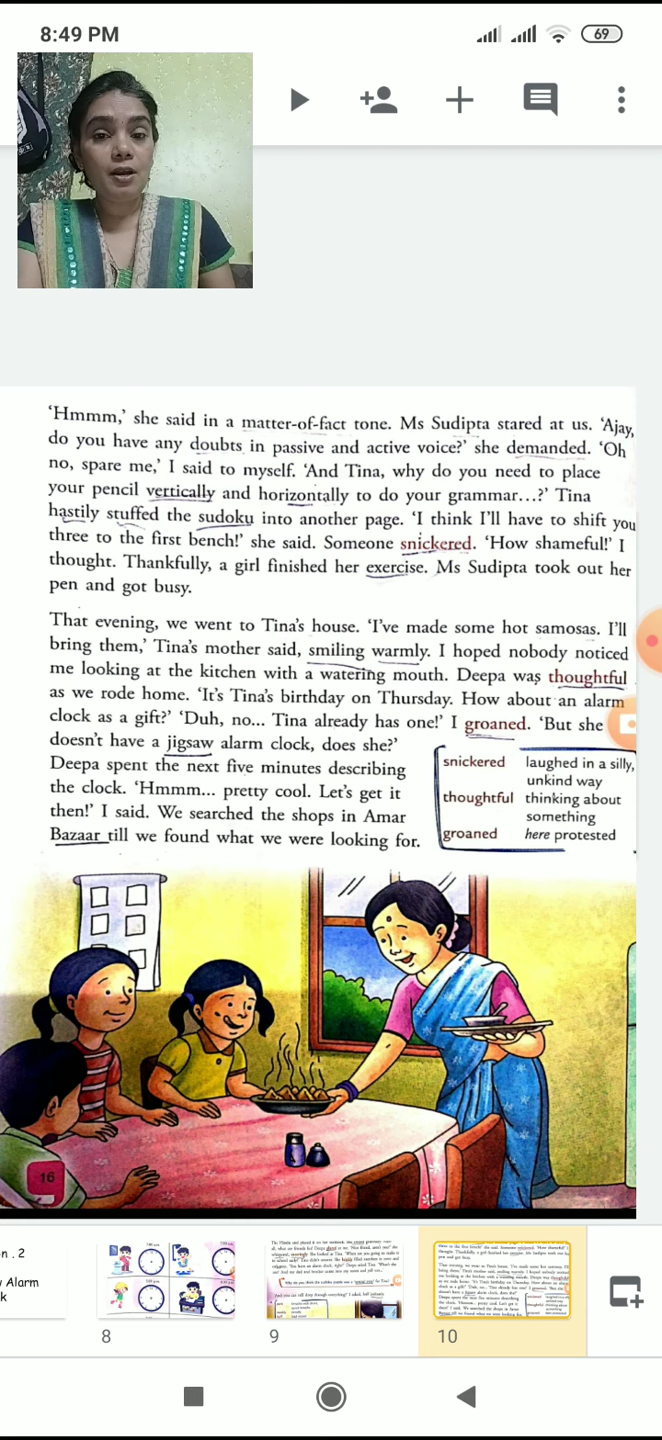 8:49 PM
69
'Hmmm,' she said in a matter-of-fact tone. Ms Sudipta stared at us. 'Ajay,
do you have any doubts in passive and active voice?' she demanded. 'Oh
no, spare me,' I said to myself. 'And Tina, why do you need to place
your pencil vertically and horizontally to do your grammar...?' Tina
hastily stuffed the sudoku into another page. 'I think I'll have to shift you
three to the first bench!' she said. Someone snickered. 'How shameful!' I
thought. Thankfully, a girl finished her exercise. Ms Sudipta took out her
pen and got busy.
That evening, we went to Tina's house. 'I've made some hot samosas. I'll
bring them,' Tina's mother said, smiling warmly. I hoped nobody noticed
me looking at the kitchen with a watering mouth. Deepa was thoughtful
as we rode home. 'It's Tina's birthday on Thursday. How about an alarm
clock as a gift?' 'Duh, no... Tina already has one!' I groaned. 'But she
doesn't have a jigsaw alarm clock, does she?'
Deepa spent the next five minutes describing
the clock. 'Hmmm... pretty cool. Let's get it
then!' I said. We searched the shops in Amar
Bazaar till we found what we were looking for.
snickered laughed in a silly,
unkind way
thoughtful thinking about
something
groaned here protested
16
n . 2
Alarm
k
8
9
10